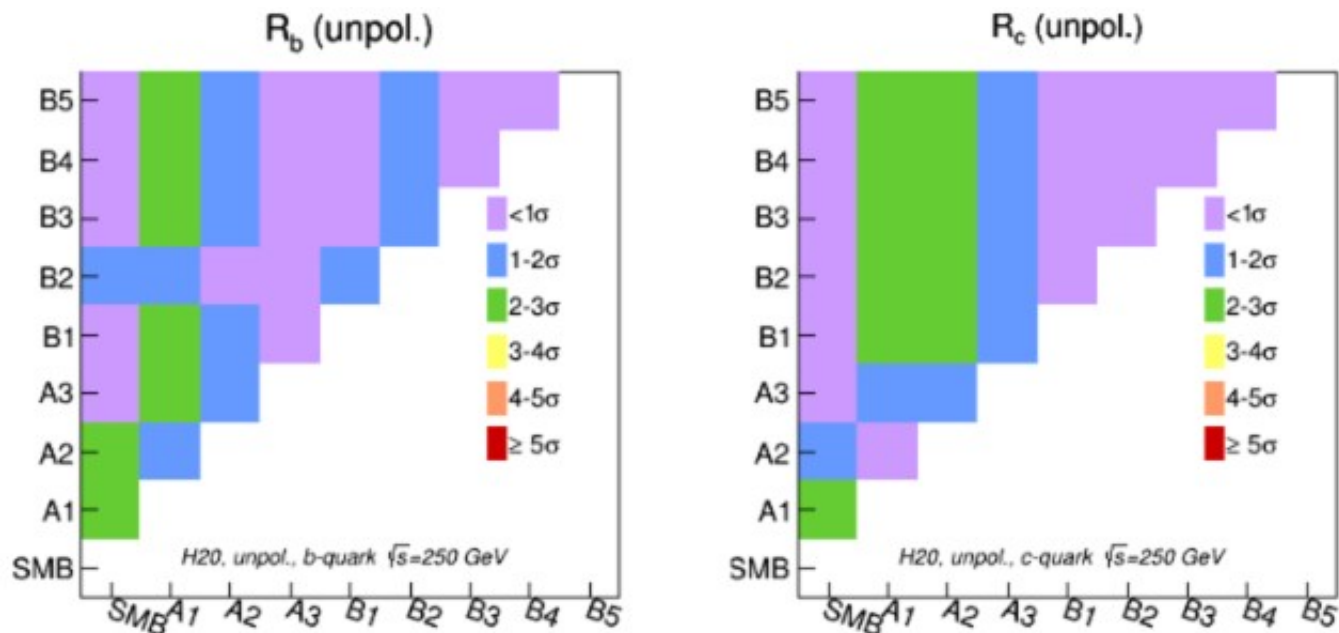 R_b (unpol.)
B5
B4
B3
B2
B1
A3
A2
A1
SMB
<1σ
1-2σ
2-3σ
3-4σ
4-5σ
≥ 5σ
H20, unpol., b-quark √s=250 GeV
SMB A1 A2 A3 B1 B2 B3 B4 B5
R_c (unpol.)
B5
B4
B3
B2
B1
A3
A2
A1
SMB
<1σ
1-2σ
2-3σ
3-4σ
4-5σ
≥ 5σ
H20, unpol., c-quark √s=250 GeV
SMB A1 A2 A3 B1 B2 B3 B4 B5